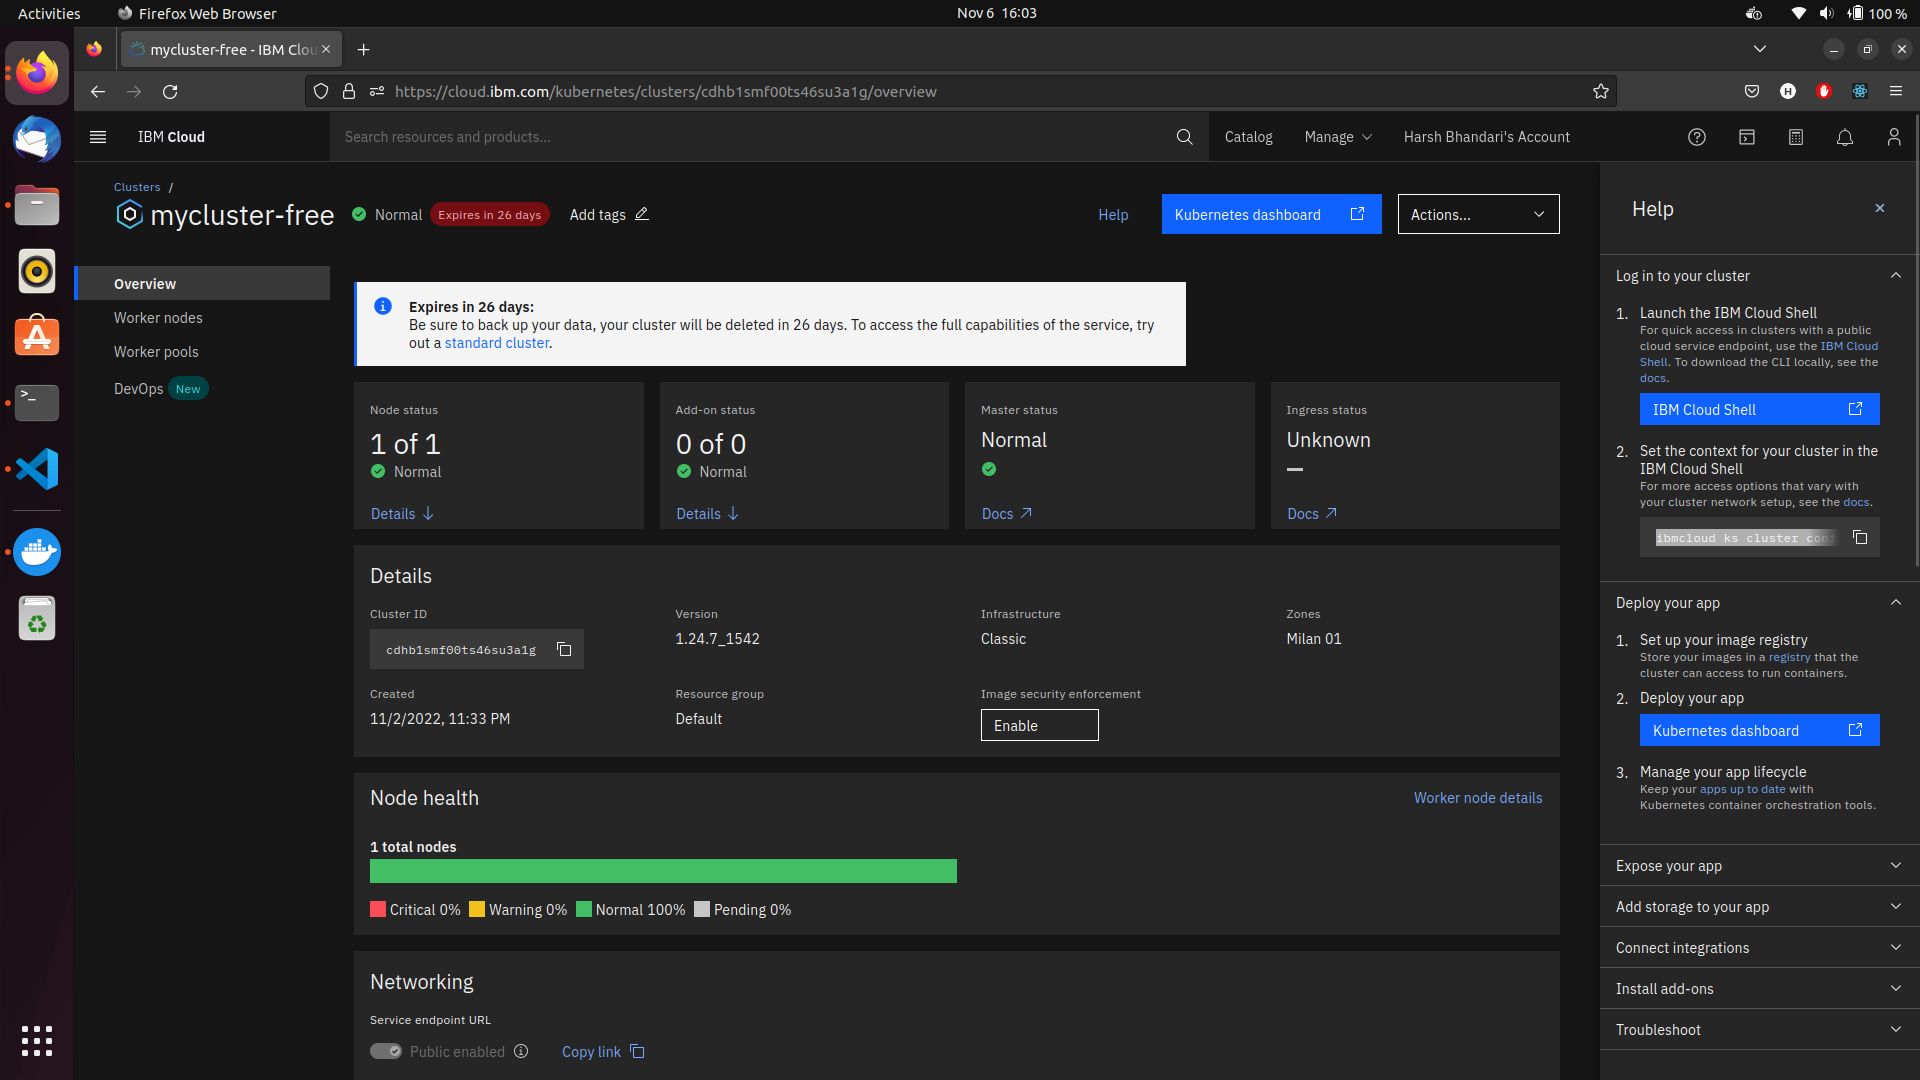 Activities
Firefox Web Browser
Nov 6 16:03
100 %
mycluster-free - IBM Clou
https://cloud.ibm.com/kubernetes/clusters/cdhb1smf00ts46su3a1g/overview
IBM Cloud
Search resources and products...
Catalog
Manage
Harsh Bhandari's Account
Clusters /
mycluster-free
Normal
Expires in 26 days
Add tags
Help
Kubernetes dashboard
Actions...
Overview
Worker nodes
Worker pools
DevOps New
Expires in 26 days:
Be sure to back up your data, your cluster will be deleted in 26 days. To access the full capabilities of the service, try
out a standard cluster.
Node status
1 of 1
Normal
Details
Add-on status
0 of 0
Normal
Details
Master status
Normal
Docs
Ingress status
Unknown
Docs
Details
Cluster ID
cdhb1smf00ts46su3a1g
Version
1.24.7_1542
Infrastructure
Classic
Zones
Milan 01
Created
11/2/2022, 11:33 PM
Resource group
Default
Image security enforcement
Enable
Node health
Worker node details
1 total nodes
Critical 0% Warning 0% Normal 100% Pending 0%
Networking
Service endpoint URL
Public enabled
Copy link
Help
Log in to your cluster
1. Launch the IBM Cloud Shell
For quick access in clusters with a public
cloud service endpoint, use the IBM Cloud
Shell. To download the CLI locally, see the
docs.
IBM Cloud Shell
2. Set the context for your cluster in the
IBM Cloud Shell
For more access options that vary with
your cluster network setup, see the docs.
ibmcloud ks cluster con
Deploy your app
1. Set up your image registry
Store your images in a registry that the
cluster can access to run containers.
2. Deploy your app
Kubernetes dashboard
3. Manage your app lifecycle
Keep your apps up to date with
Kubernetes container orchestration tools.
Expose your app
Add storage to your app
Connect integrations
Install add-ons
Troubleshoot